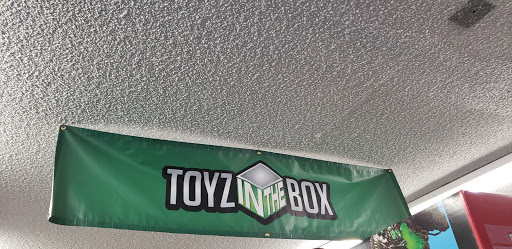 TOYZ IN THE BOX